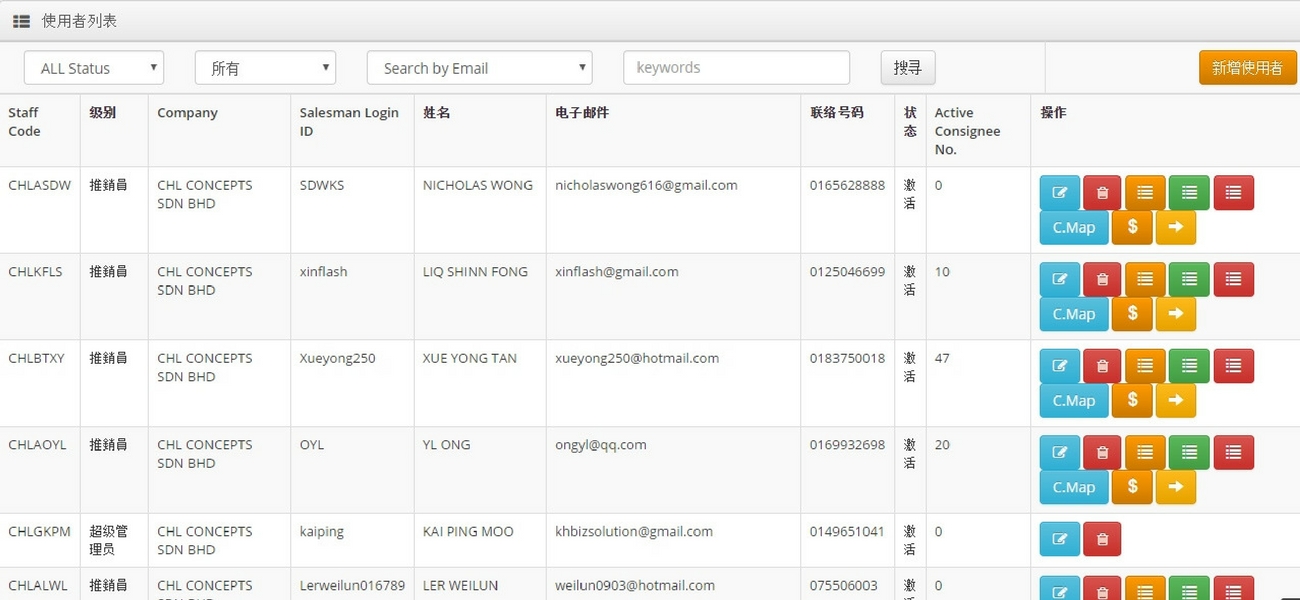 使用者列表
ALL Status 所有 Search by Email keywords 搜寻 新增使用者
Staff Code 级别 Company Salesman Login ID 姓名 电子邮件 联络号码 状态 Active Consignee No. 操作
CHLASDW 推銷員 CHL CONCEPTS SDN BHD SDWKS NICHOLAS WONG nicholaswong616@gmail.com 0165628888 激活 0
C.Map $
CHLKFLS 推銷員 CHL CONCEPTS SDN BHD xinflash LIQ SHINN FONG xinflash@gmail.com 0125046699 激活 10
C.Map $
CHLBTXY 推銷員 CHL CONCEPTS SDN BHD Xueyong250 XUE YONG TAN xueyong250@hotmail.com 0183750018 激活 47
C.Map $
CHLAOYL 推銷員 CHL CONCEPTS SDN BHD OYL YL ONG ongyl@qq.com 0169932698 激活 20
C.Map $
CHLGKPM 超级管理员 CHL CONCEPTS SDN BHD kaiping KAI PING MOO khbizsolution@gmail.com 0149651041 激活 0
CHLALWL 推銷員 CHL CONCEPTS Lerweilun016789 LER WEILUN weilun0903@hotmail.com 075506003 激 0